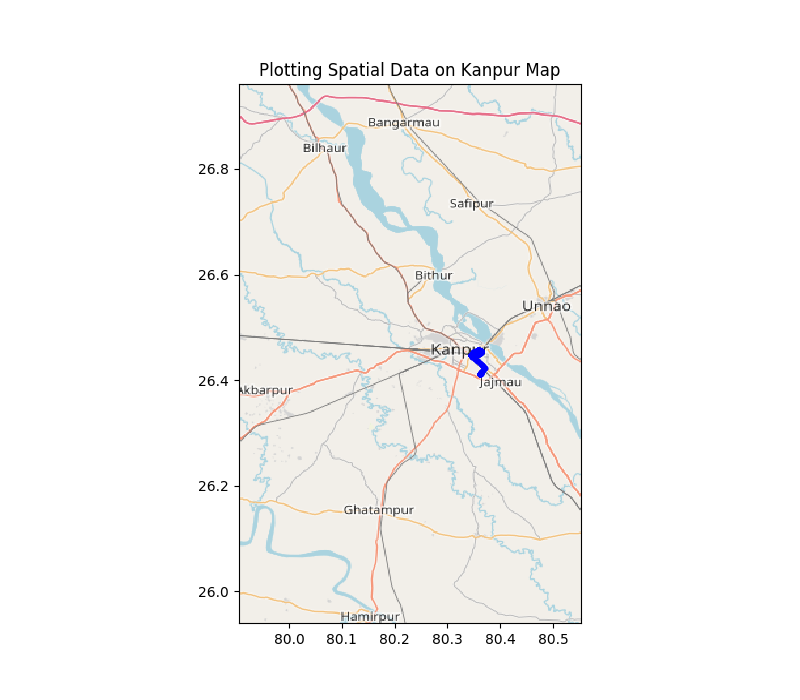 Plotting Spatial Data on Kanpur Map
Bangarmau
Bilhaur
26.8
Safipur
26.6
Bithur
Unnao
Kanpur
26.4
Jajmau
Akbarpur
26.2
Ghatampur
26.0
Hamirpur
80.0 80.1 80.2 80.3 80.4 80.5